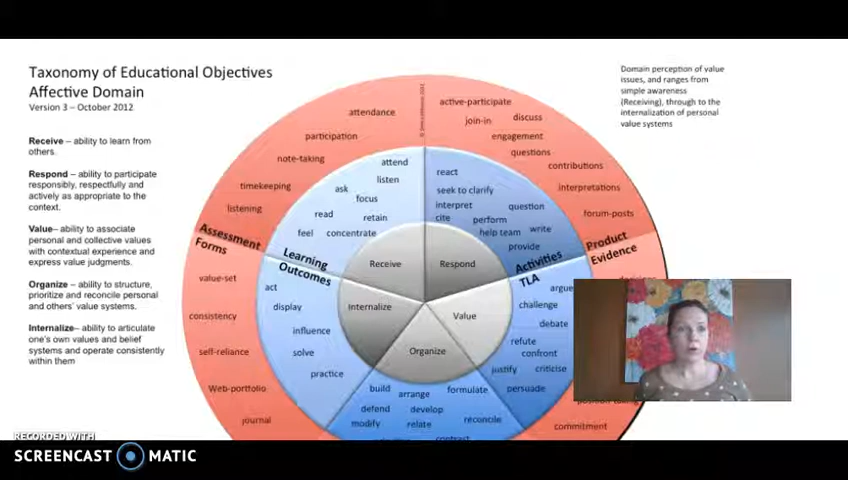 Taxonomy of Educational Objectives
Affective Domain
Version 3 – October 2012
Receive – ability to learn from
others.
Respond – ability to participate
responsibly, respectfully and
actively as appropriate to the
context.
Value– ability to associate
personal and collective values
with contextual experience and
express value judgments.
Organize – ability to structure,
prioritize and reconcile personal
and others' value systems.
Internalize– ability to articulate
one's own values and belief
systems and operate consistently
within them
Domain perception of value
issues, and ranges from
simple awareness
(Receiving), through to the
internalization of personal
value systems
attendance
participation
note-taking
timekeeping
listening
Assessment
Forms
value-set
consistency
self-reliance
Web-portfolio
journal
active-participate
join-in
discuss
engagement
questions
contributions
interpretations
forum-posts
Product
Evidence
commitment
attend
listen
ask
focus
read
retain
feel
concentrate
Learning
Outcomes
react
seek to clarify
interpret
question
cite
perform
help team
write
provide
Activities
TLA
act
display
influence
solve
practice
argue
challenge
debate
refute
confront
justify
criticise
persuade
build
arrange
formulate
defend
develop
modify
relate
reconcile
contrast
Receive
Respond
Internalize
Value
Organize
RECORDED WITH
SCREENCAST MATIC